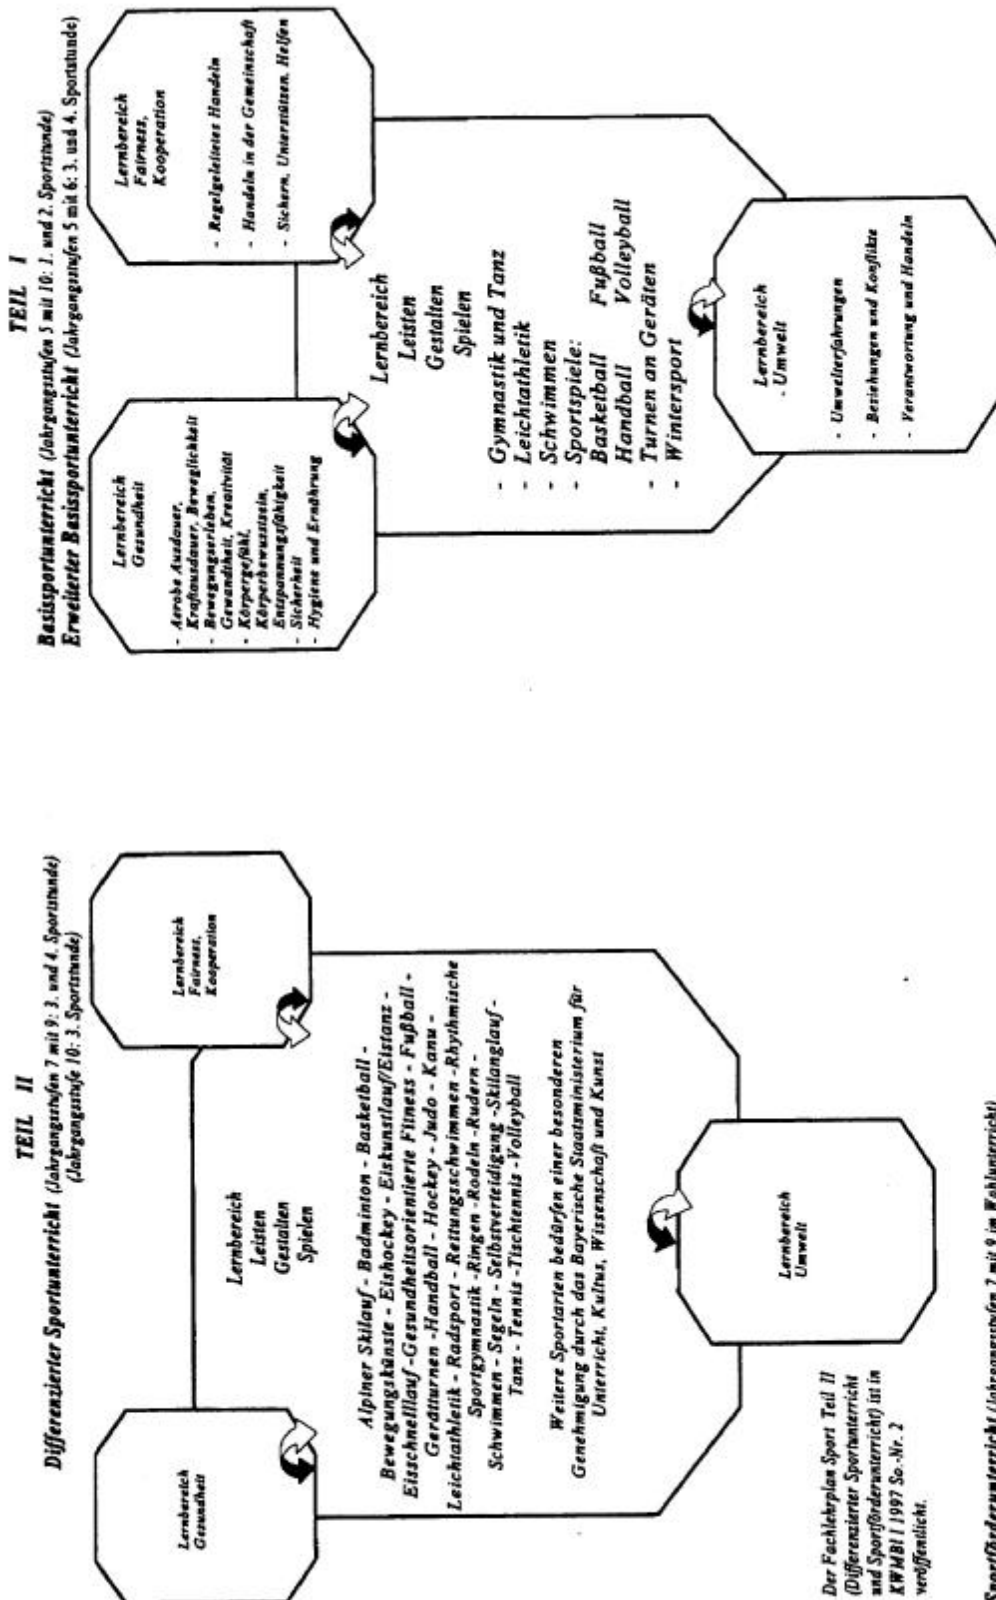 TEIL I
Basissportunterricht (Jahrgangsstufen 5 mit 10: 1. und 2. Sportstunde)
Erweiterter Basissportunterricht (Jahrgangsstufen 5 mit 6: 3. und 4. Sportstunde)
Lernbereich
Gesundheit
- Aerobe Ausdauer,
Kraftausdauer, Beweglichkeit
- Bewegungserleben,
Gewandtheit, Kreativität
- Körpergefühl,
Körperbewusstsein,
Entspannungsfähigkeit
- Sicherheit
- Hygiene und Ernährung
Lernbereich
Fairness,
Kooperation
- Regelgeleitetes Handeln
- Handeln in der Gemeinschaft
- Sichern, Unterstützen, Helfen
Lernbereich
Leisten
Gestalten
Spielen
- Gymnastik und Tanz
- Leichtathletik
- Schwimmen
- Sportspiele:
Basketball Fußball
Handball Volleyball
- Turnen an Geräten
- Wintersport
Lernbereich
Umwelt
- Umwelterfahrungen
- Beziehungen und Konflikte
- Verantwortung und Handeln
TEIL II
Differenzierter Sportunterricht (Jahrgangsstufen 7 mit 9: 3. und 4. Sportstunde)
(Jahrgangsstufe 10: 3. Sportstunde)
Lernbereich
Gesundheit
Lernbereich
Fairness,
Kooperation
Lernbereich
Leisten
Gestalten
Spielen
Alpiner Skilauf - Badminton - Basketball -
Bewegungskünste - Eishockey - Eiskunstlauf/Eistanz -
Eisschnelllauf -Gesundheitsorientierte Fitness - Fußball -
Gerätturnen -Handball - Hockey - Judo - Kanu -
Leichtathletik - Radsport - Rettungsschwimmen -Rhythmische
Sportgymnastik -Ringen -Rodeln -Rudern -
Schwimmen - Segeln - Selbstverteidigung -Skilanglauf -
Tanz - Tennis -Tischtennis -Volleyball
Weitere Sportarten bedürfen einer besonderen
Genehmigung durch das Bayerische Staatsministerium für
Unterricht, Kultus, Wissenschaft und Kunst
Lernbereich
Umwelt
Der Fachlehrplan Sport Teil II
(Differenzierter Sportunterricht
und Sportförderunterricht) ist in
KWMBl I 1997 So.-Nr. 2
veröffentlicht.
Sportförderunterricht (Jahrgangsstufen 7 mit 9 im Wahlunterricht)